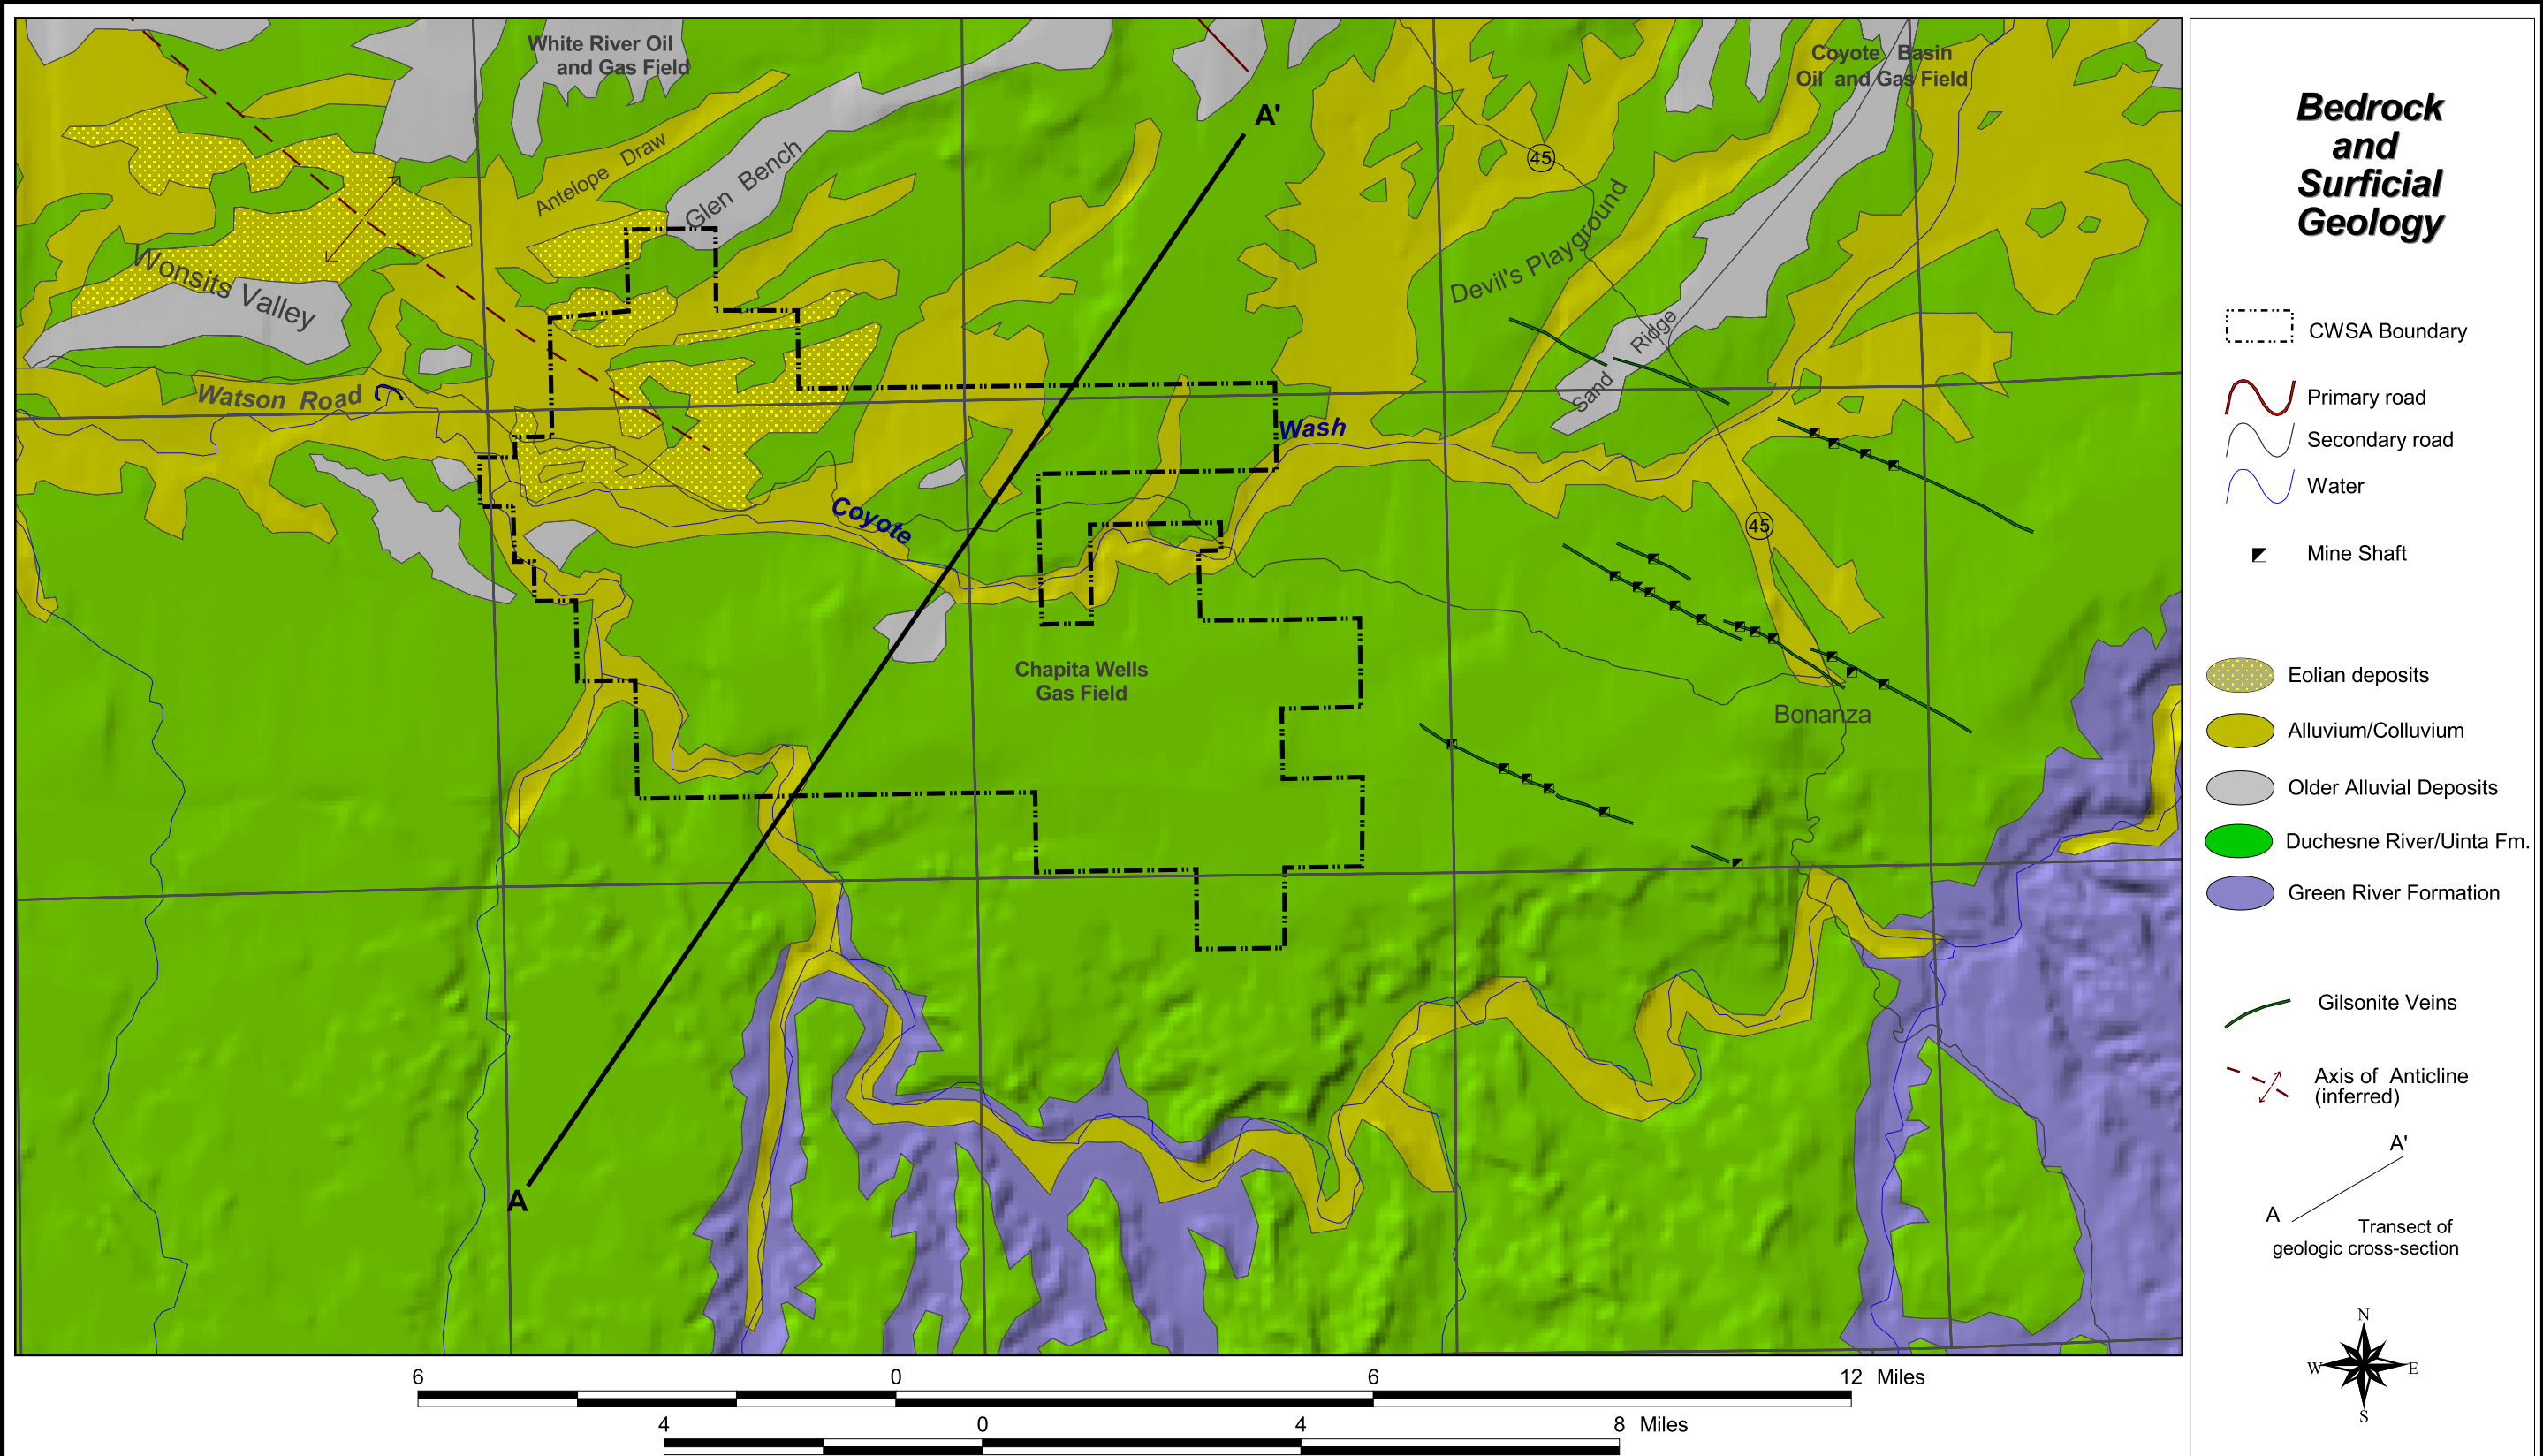 White River Oil
and Gas Field
Coyote Basin
Oil and Gas Field
A'
45
Antelope Draw
Glen Bench
Devil's Playground
Wonsits Valley
Sand Ridge
Watson Road
Wash
Coyote
45
Chapita Wells
Gas Field
Bonanza
A
6 0 6 12 Miles
4 0 4 8 Miles
Bedrock
and
Surficial
Geology
CWSA Boundary
Primary road
Secondary road
Water
Mine Shaft
Eolian deposits
Alluvium/Colluvium
Older Alluvial Deposits
Duchesne River/Uinta Fm.
Green River Formation
Gilsonite Veins
Axis of Anticline
(inferred)
A'
A
Transect of
geologic cross-section
N
W E
S